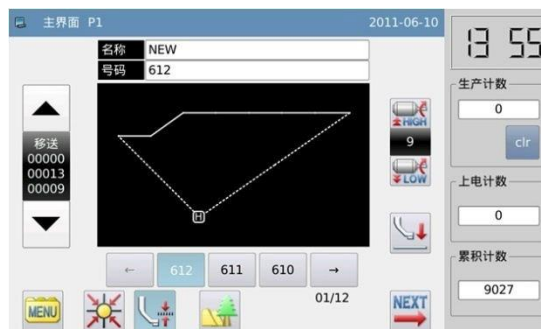 主界面 P1 2011-06-10
13 55
名称 NEW
号码 612
生产计数
0
clr
HIGH
9
LOW
移送
00000
00013
00009
H
上电计数
0
累积计数
9027
← 612 611 610 →
01/12
MENU
NEXT